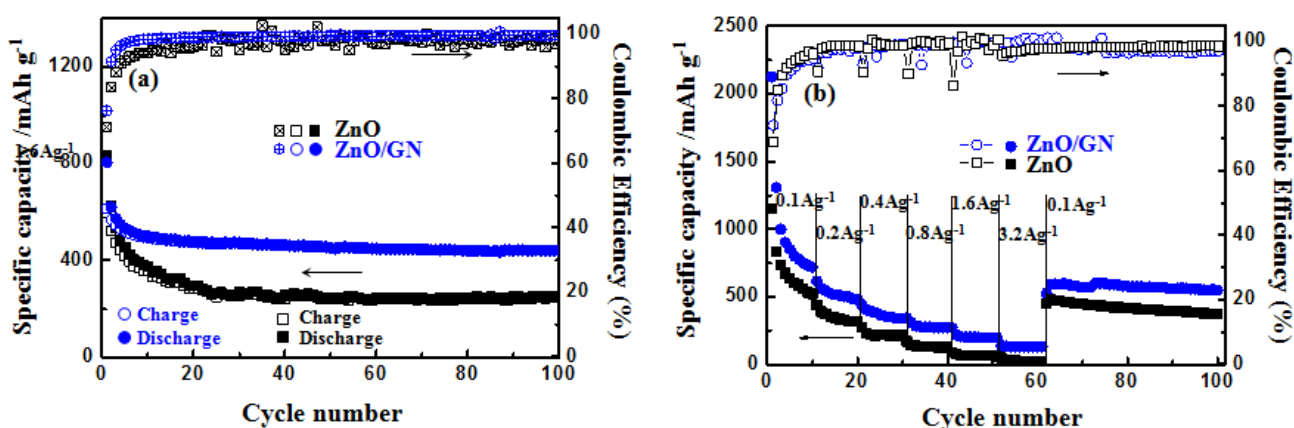 (a)
Specific capacity /mAh g⁻¹
1200
800
400
0
1.6Ag⁻¹
ZnO
ZnO/GN
Charge
Discharge
Charge
Discharge
0 20 40 60 80 100
Cycle number
100
80
60
40
20
0
Coulombic Efficiency (%)
(b)
Specific capacity /mAh g⁻¹
2500
2000
1500
1000
500
0
ZnO/GN
ZnO
0.1Ag⁻¹
0.2Ag⁻¹
0.4Ag⁻¹
0.8Ag⁻¹
1.6Ag⁻¹
3.2Ag⁻¹
0.1Ag⁻¹
0 20 40 60 80 100
Cycle number
100
80
60
40
20
0
Coulombic Efficiency (%)